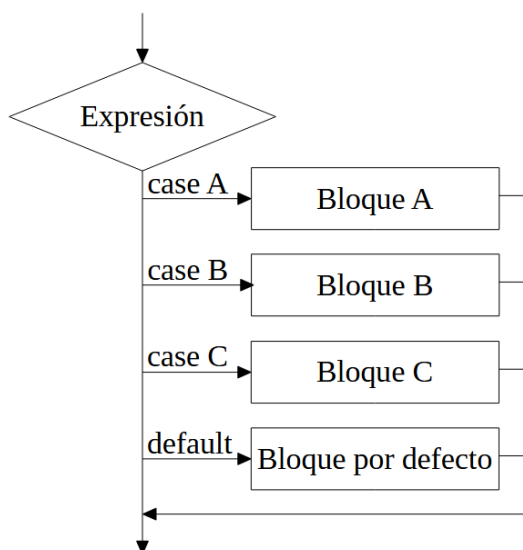 Expresión
case A
Bloque A
case B
Bloque B
case C
Bloque C
default
Bloque por defecto